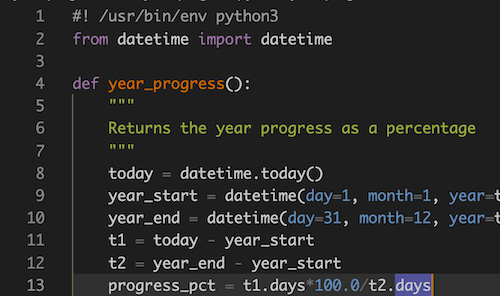 1 #! /usr/bin/env python3
2 from datetime import datetime
3
4 def year_progress():
5 """
6 Returns the year progress as a percentage
7 """
8 today = datetime.today()
9 year_start = datetime(day=1, month=1, year=t
10 year_end = datetime(day=31, month=12, year=t
11 t1 = today - year_start
12 t2 = year_end - year_start
13 progress_pct = t1.days*100.0/t2.days